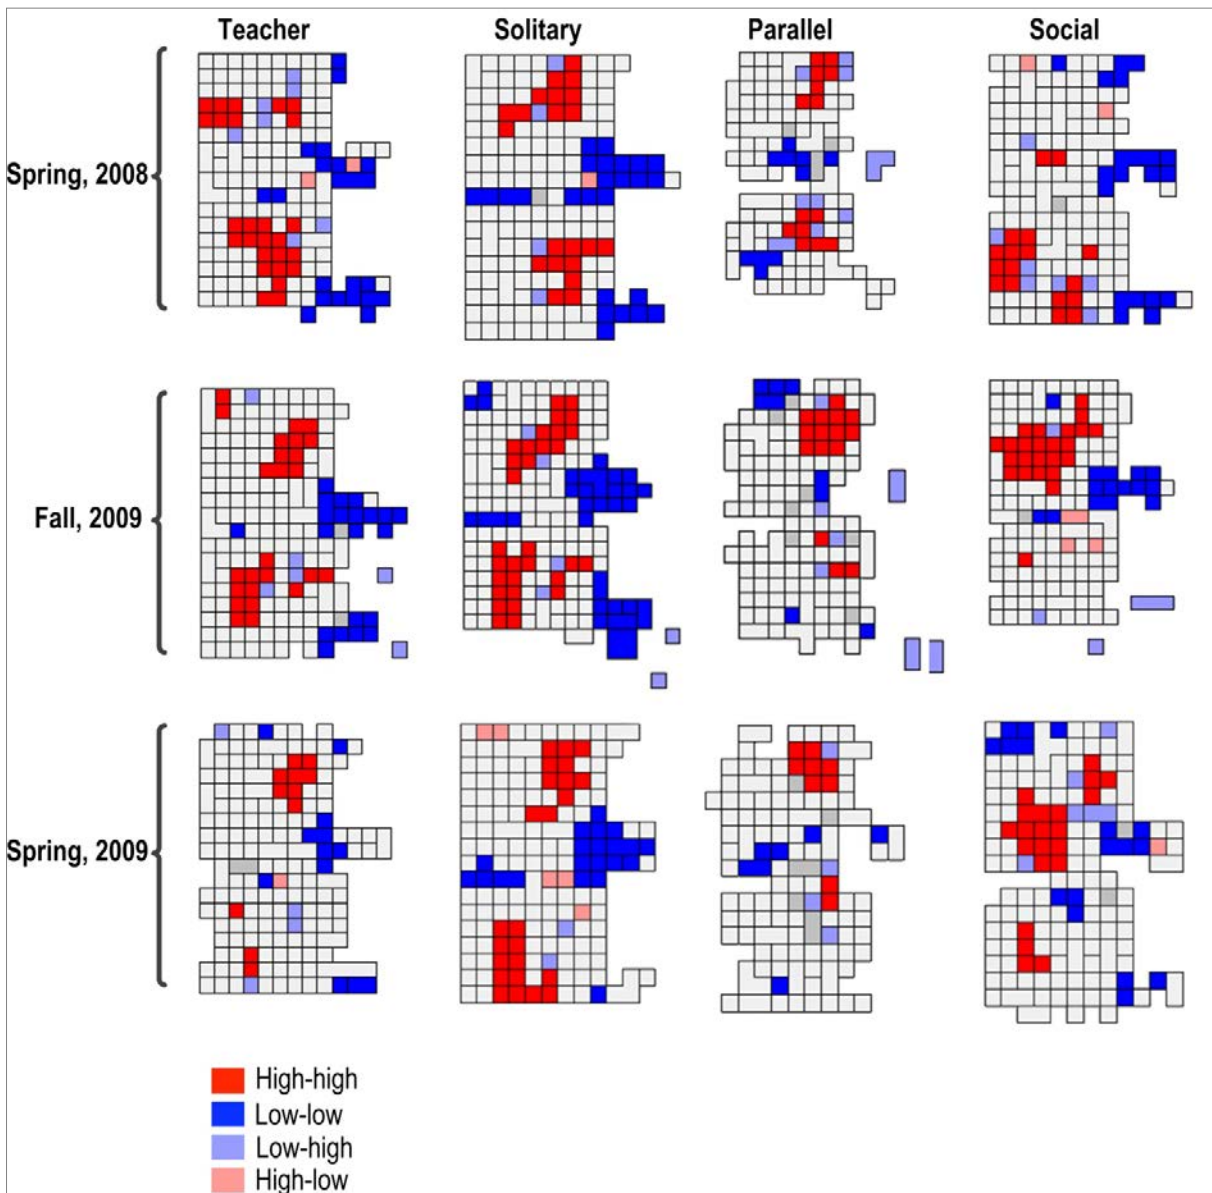 Teacher Solitary Parallel Social
Spring, 2008
Fall, 2009
Spring, 2009
High-high
Low-low
Low-high
High-low